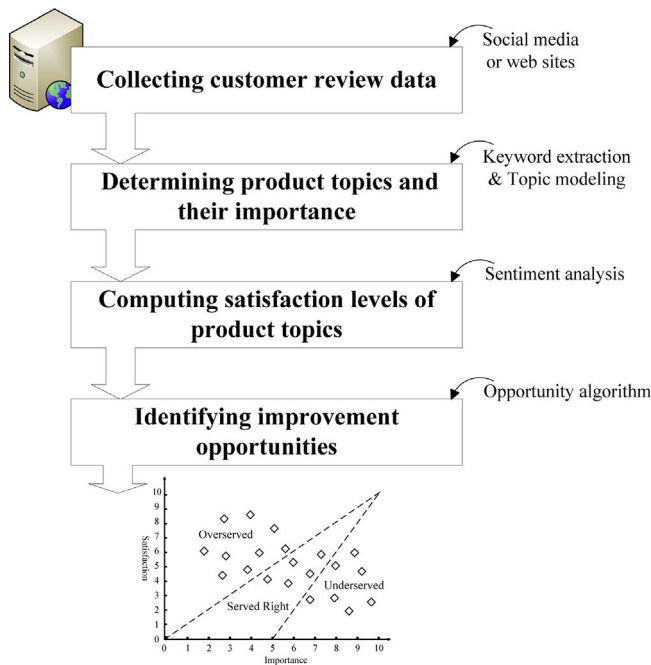 Social media
or web sites
Collecting customer review data
Keyword extraction
& Topic modeling
Determining product topics and
their importance
Sentiment analysis
Computing satisfaction levels of
product topics
Opportunity algorithm
Identifying improvement
opportunities
10
9
8
7
6
5
4
3
2
1
0
Satisfaction
Overserved
Underserved
Served Right
0 1 2 3 4 5 6 7 8 9 10
Importance